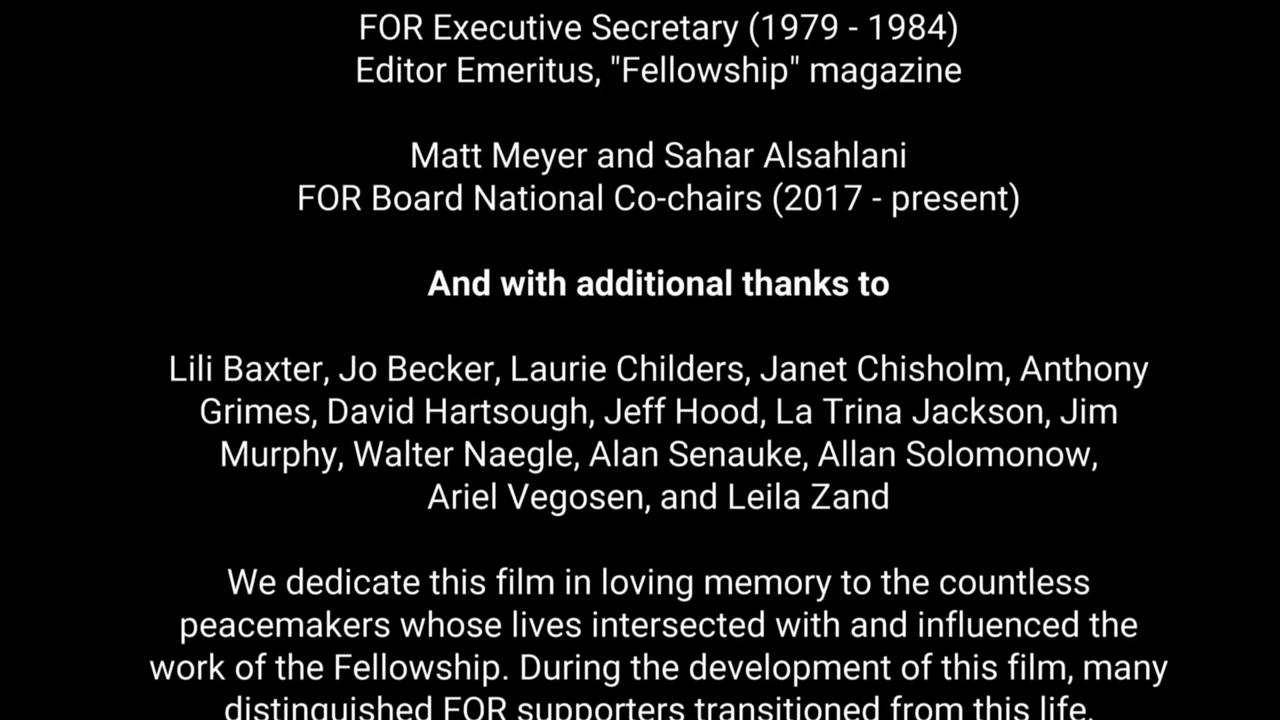 FOR Executive Secretary (1979 - 1984)
Editor Emeritus, "Fellowship" magazine
Matt Meyer and Sahar Alsahlani
FOR Board National Co-chairs (2017 - present)
And with additional thanks to
Lili Baxter, Jo Becker, Laurie Childers, Janet Chisholm, Anthony
Grimes, David Hartsough, Jeff Hood, La Trina Jackson, Jim
Murphy, Walter Naegle, Alan Senauke, Allan Solomonow,
Ariel Vegosen, and Leila Zand
We dedicate this film in loving memory to the countless
peacemakers whose lives intersected with and influenced the
work of the Fellowship. During the development of this film, many
distinguished FOR supporters transitioned from this life.